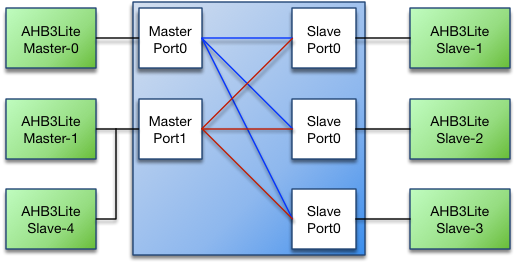 AHB3Lite
Master-0
Master
Port0
Slave
Port0
AHB3Lite
Slave-1
AHB3Lite
Master-1
Master
Port1
Slave
Port0
AHB3Lite
Slave-2
AHB3Lite
Slave-4
Slave
Port0
AHB3Lite
Slave-3